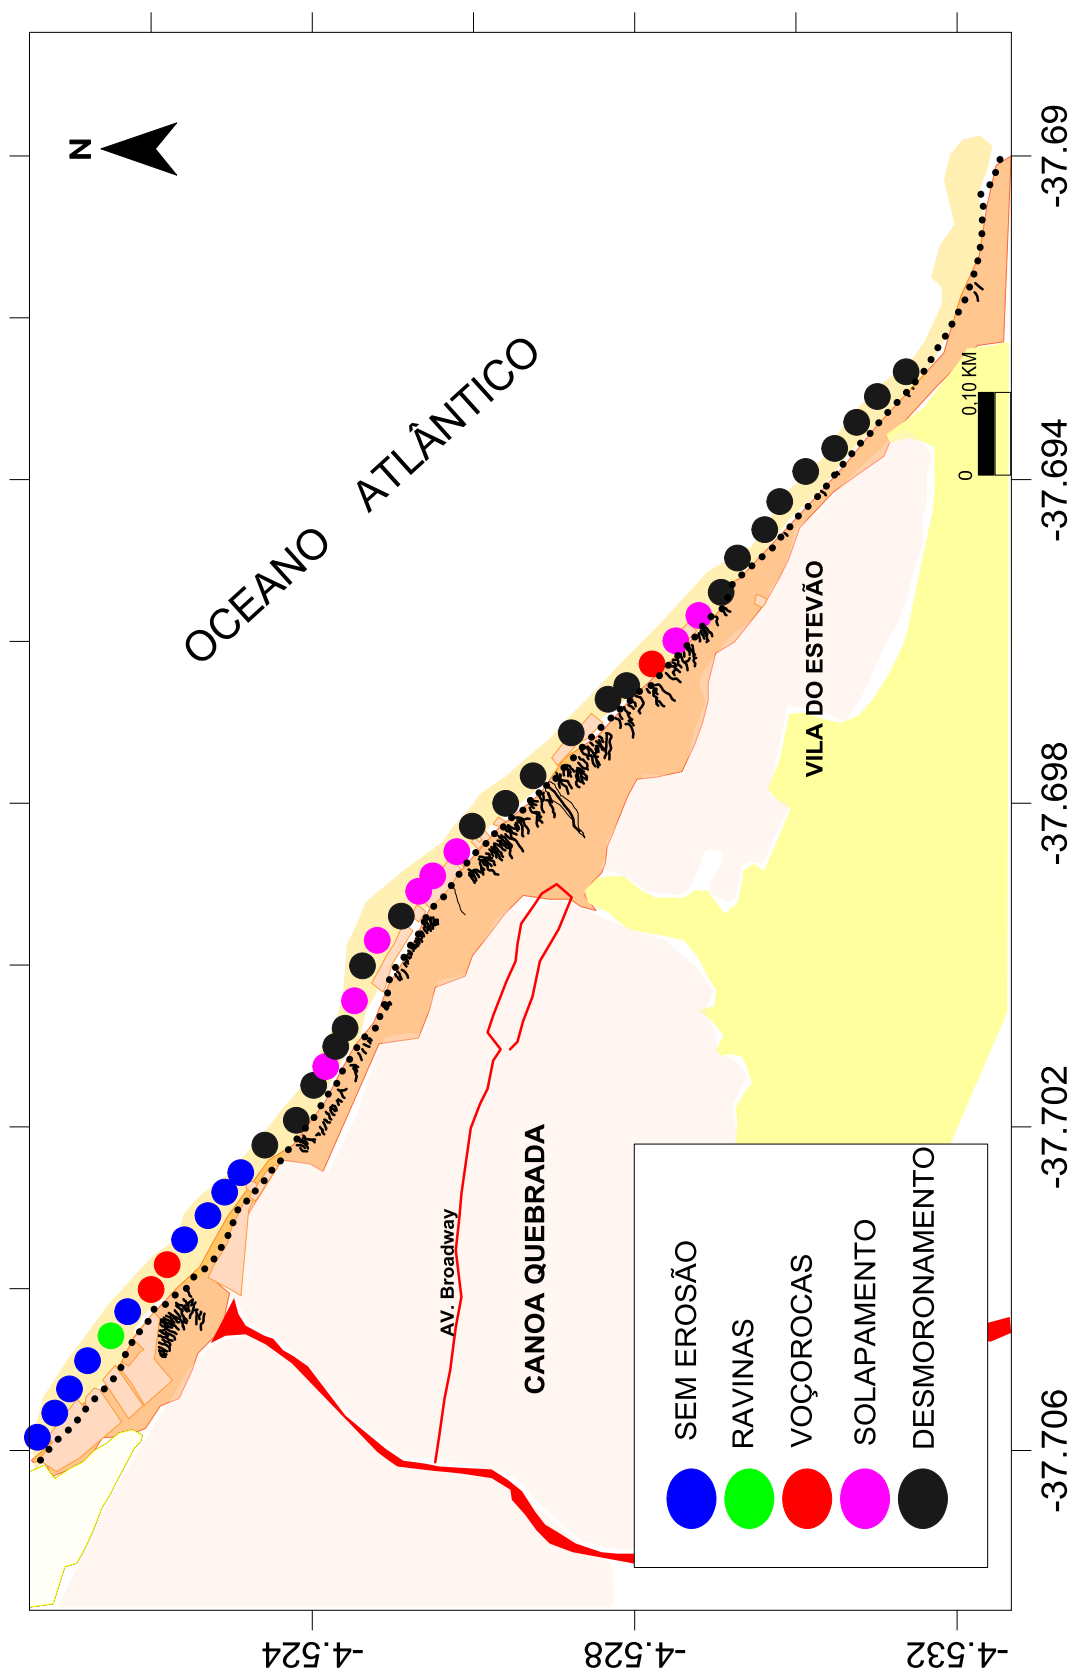 N
OCEANO ATLÂNTICO
AV. Broadway
CANOA QUEBRADA
VILA DO ESTEVÃO
0 0,10 KM
SEM EROSÃO
RAVINAS
VOÇOROCAS
SOLAPAMENTO
DESMORONAMENTO
-37.706
-37.702
-37.698
-37.694
-37.69
-4.524
-4.528
-4.532